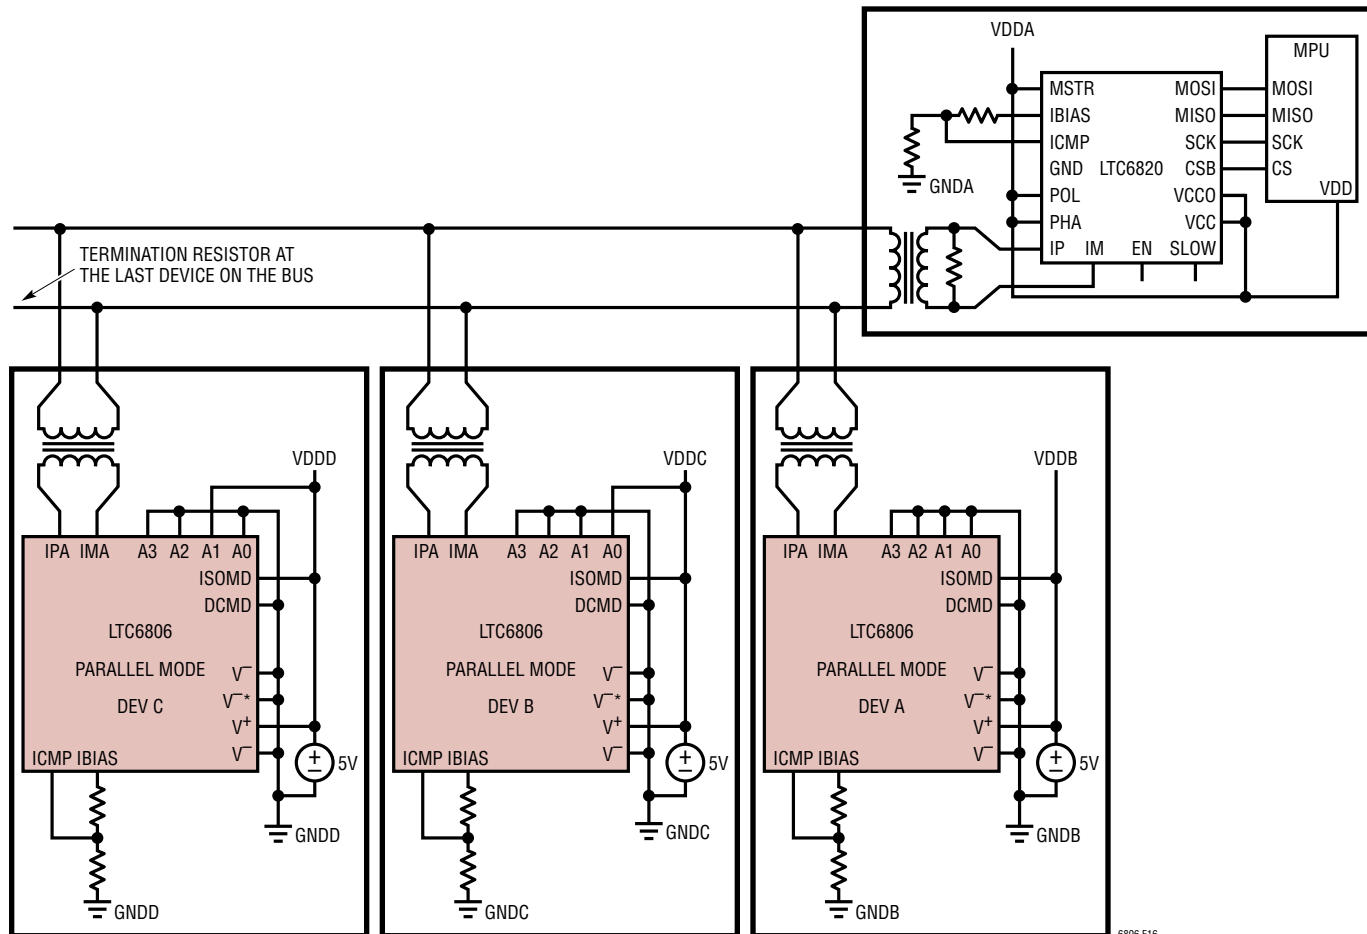 VDDA
MPU
MSTR
MOSI
MOSI
IBIAS
MISO
MISO
ICMP
SCK
SCK
GND
LTC6820
CSB
CS
GNDA
VDD
POL
VCCO
PHA
VCC
IP
IM
EN
SLOW
TERMINATION RESISTOR AT
THE LAST DEVICE ON THE BUS
VDDD
IPA IMA
A3 A2 A1 A0
ISOMD
DCMD
LTC6806
PARALLEL MODE
V–
DEV C
V–*
V+
V–
ICMP IBIAS
+
–
5V
GNDD
GNDD
VDDC
IPA IMA
A3 A2 A1 A0
ISOMD
DCMD
LTC6806
PARALLEL MODE
V–
DEV B
V–*
V+
V–
ICMP IBIAS
+
–
5V
GNDC
GNDC
VDDB
IPA IMA
A3 A2 A1 A0
ISOMD
DCMD
LTC6806
PARALLEL MODE
V–
DEV A
V–*
V+
V–
ICMP IBIAS
+
–
5V
GNDB
GNDB
6806 F16